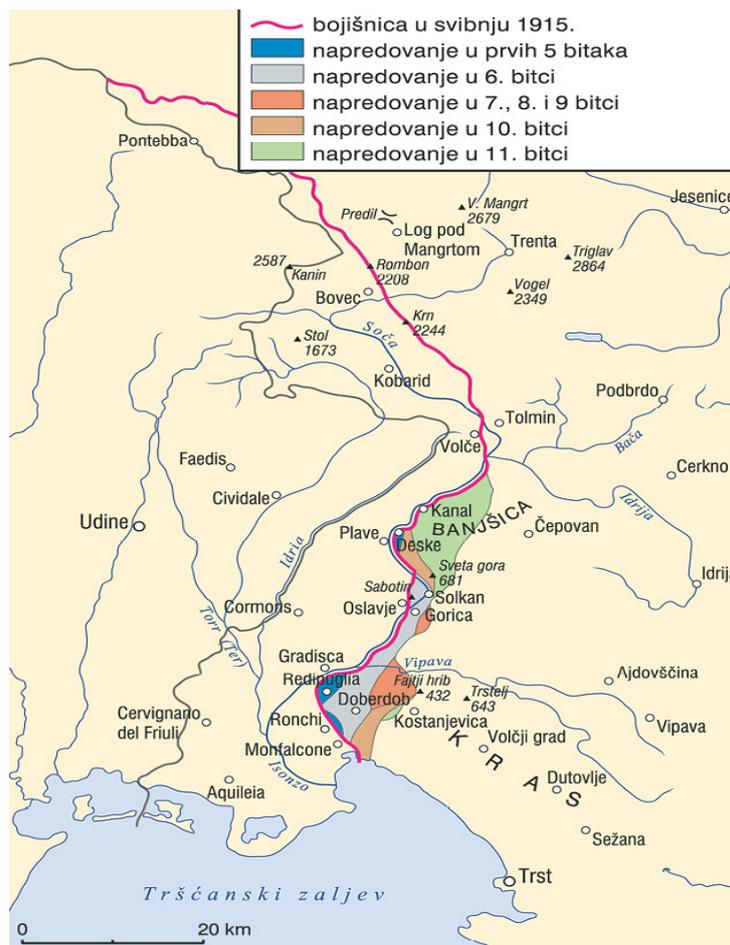 bojišnica u svibnju 1915.
napredovanje u prvih 5 bitaka
napredovanje u 6. bitci
napredovanje u 7., 8. i 9 bitci
napredovanje u 10. bitci
napredovanje u 11. bitci
Pontebba
Jesenice
V. Mangrt
2679
Predil
Log pod
Mangrtom
Trenta
Triglav
2864
2587
Kanin
Rombon
2208
Vogel
2349
Bovec
Krn
2244
Soča
Stol
1673
Kobarid
Podbrdo
Tolmin
Volče
Bača
Faedis
Cerkno
Cividale
Idrija
Kanal
BANJŠICA
Udine
Plave
Deske
Čepovan
Idria
Sveta gora
681
Idrij
Sabotin
Solkan
Cormons
Oslavje
Gorica
Torr (Ter)
Gradisca
Vipava
Redipuglia
Fajtji hrib
432
Ajdovščina
Doberdob
Trstelj
643
Cervignano
del Friuli
Ronchi
Kostanjevica
Vipava
Monfalcone
Volčji grad
KRAS
Isonzo
Dutovlje
Aquileia
Sežana
Trst
Tršćanski zaljev
0 20 km